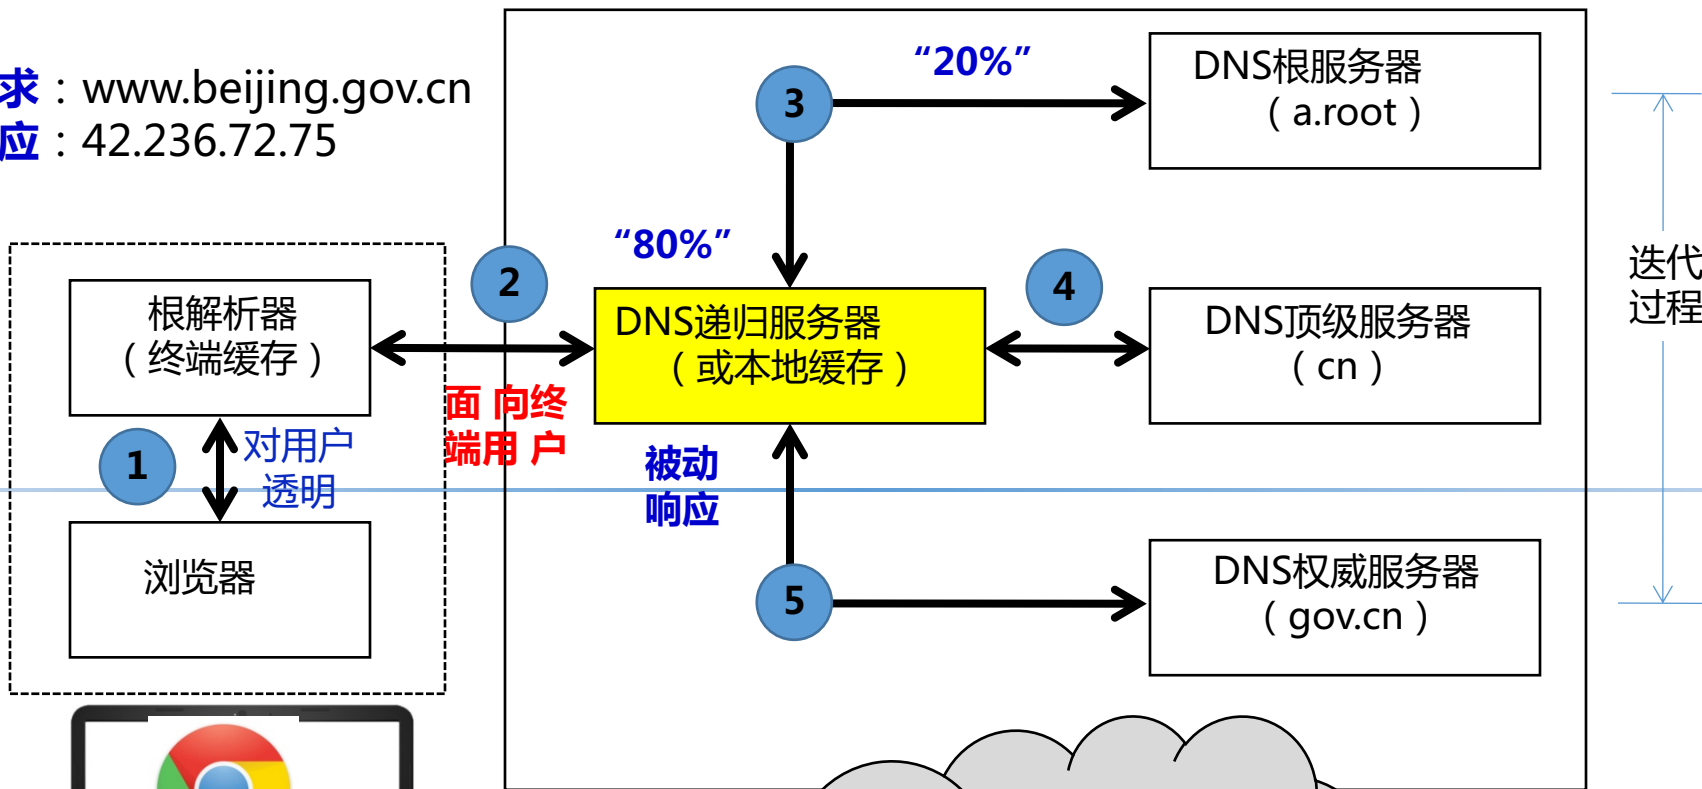 求：www.beijing.gov.cn
应：42.236.72.75
“20%”
3
DNS根服务器
（a.root）
“80%”
2
4
迭代
过程
根解析器
（终端缓存）
DNS递归服务器
（或本地缓存）
DNS顶级服务器
（cn）
面 向终
端用 户
1
对用户
透明
被动
响应
浏览器
5
DNS权威服务器
（gov.cn）